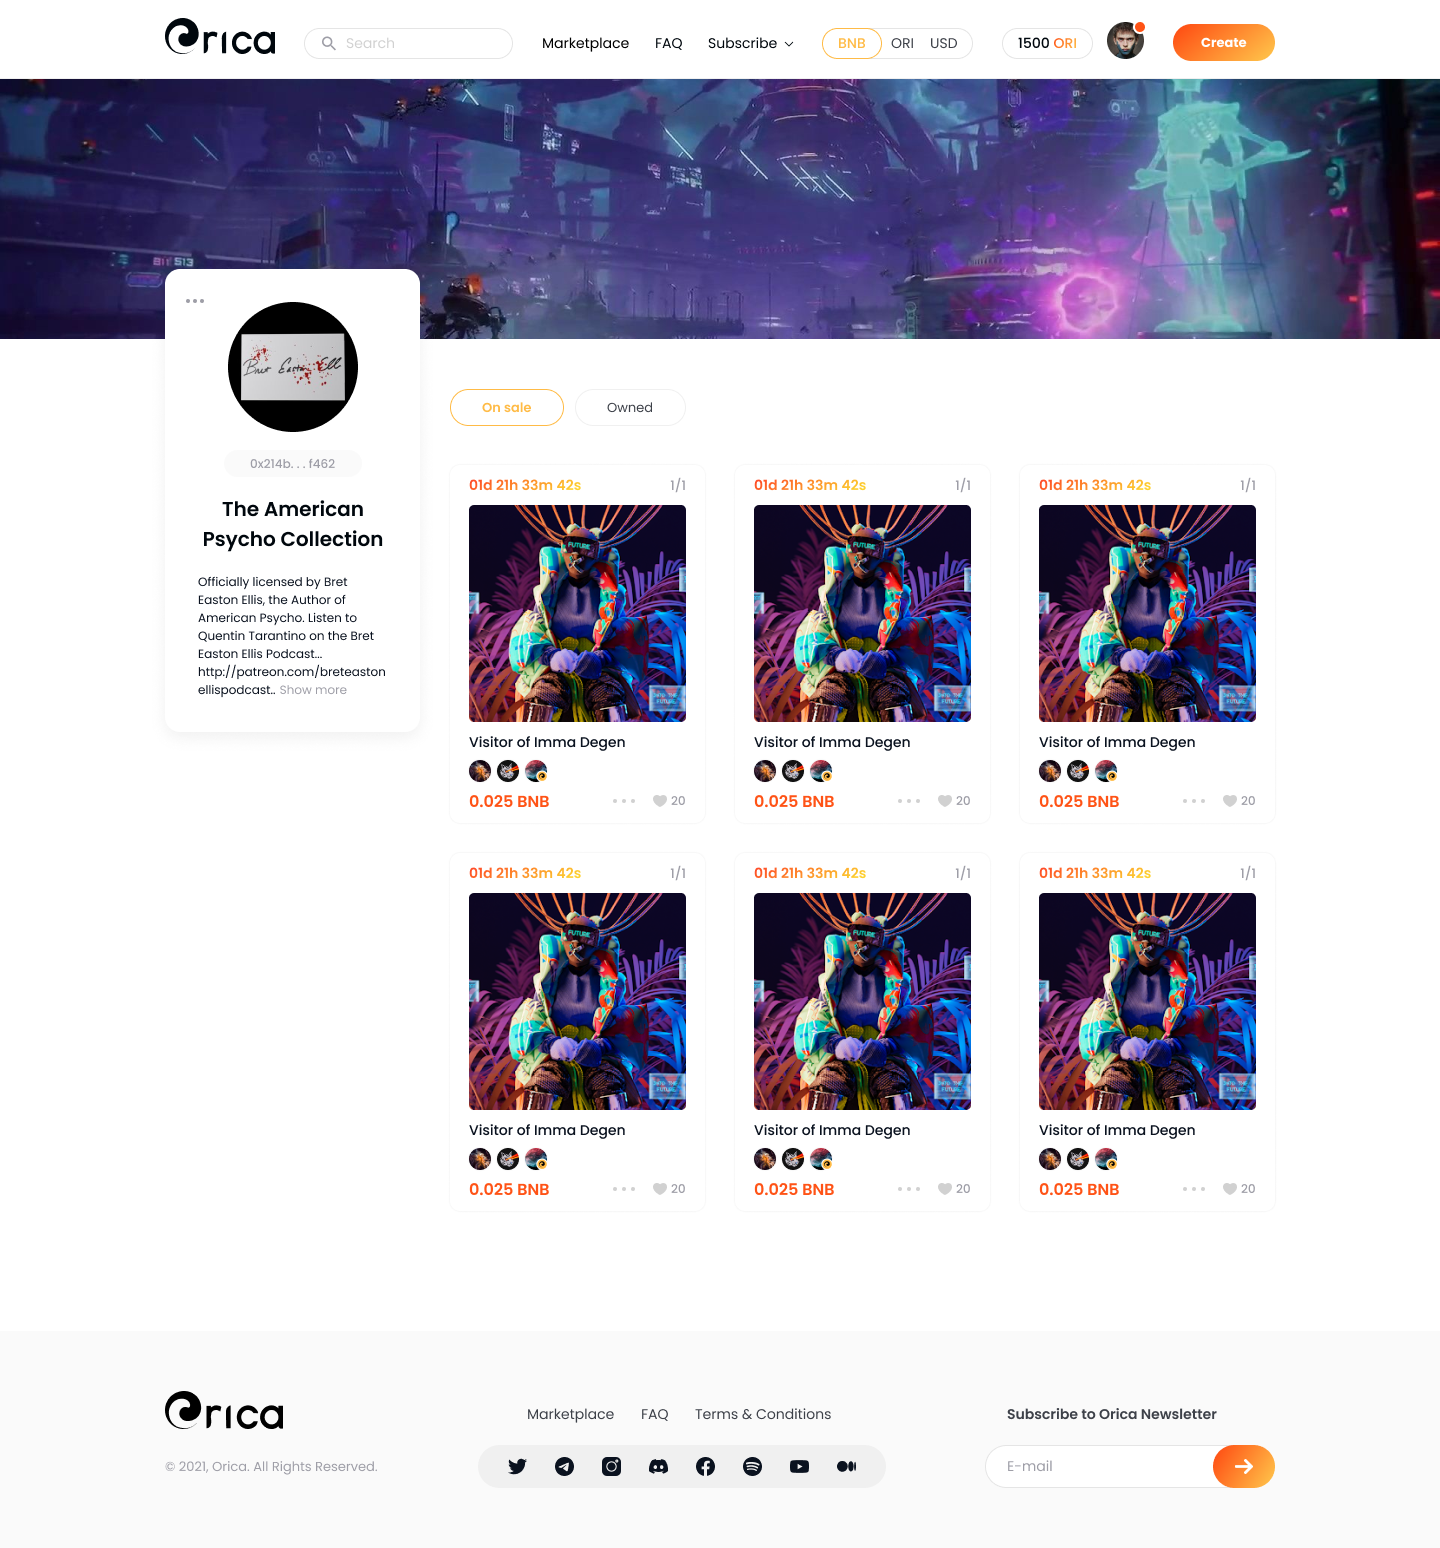 Orica
Search
Marketplace FAQ Subscribe
BNB ORI USD
1500 ORI
Create
Bret Easton Ell
0x214b. . . f462
The American
Psycho Collection
Officially licensed by Bret
Easton Ellis, the Author of
American Psycho. Listen to
Quentin Tarantino on the Bret
Easton Ellis Podcast...
http://patreon.com/breteaston
ellispodcast.. Show more
On sale Owned
01d 21h 33m 42s 1/1
FUTURE
Visitor of Imma Degen
0.025 BNB 20
01d 21h 33m 42s 1/1
FUTURE
Visitor of Imma Degen
0.025 BNB 20
01d 21h 33m 42s 1/1
FUTURE
Visitor of Imma Degen
0.025 BNB 20
01d 21h 33m 42s 1/1
FUTURE
Visitor of Imma Degen
0.025 BNB 20
01d 21h 33m 42s 1/1
FUTURE
Visitor of Imma Degen
0.025 BNB 20
01d 21h 33m 42s 1/1
FUTURE
Visitor of Imma Degen
0.025 BNB 20
Orica
© 2021, Orica. All Rights Reserved.
Marketplace FAQ Terms & Conditions
Subscribe to Orica Newsletter
E-mail